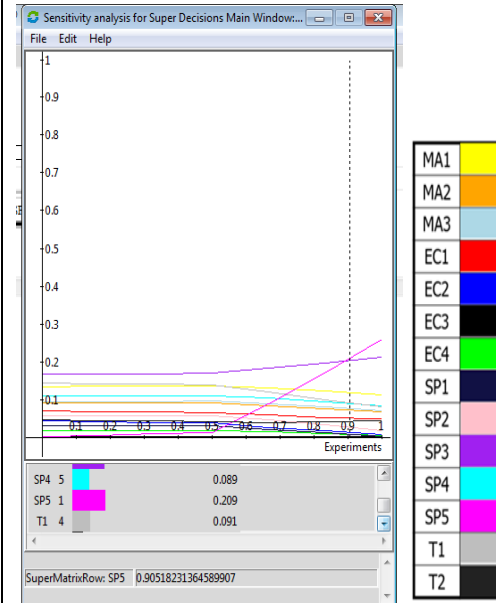 Sensitivity analysis for Super Decisions Main Window:...
File Edit Help
1
0.9
0.8
0.7
0.6
0.5
0.4
0.3
0.2
0.1
0.1 0.2 0.3 0.4 0.5 0.6 0.7 0.8 0.9 1
Experiments
SP4 5 0.089
SP5 1 0.209
T1 4 0.091
SuperMatrixRow: SP5 0.90518231364589907
MA1
MA2
MA3
EC1
EC2
EC3
EC4
SP1
SP2
SP3
SP4
SP5
T1
T2